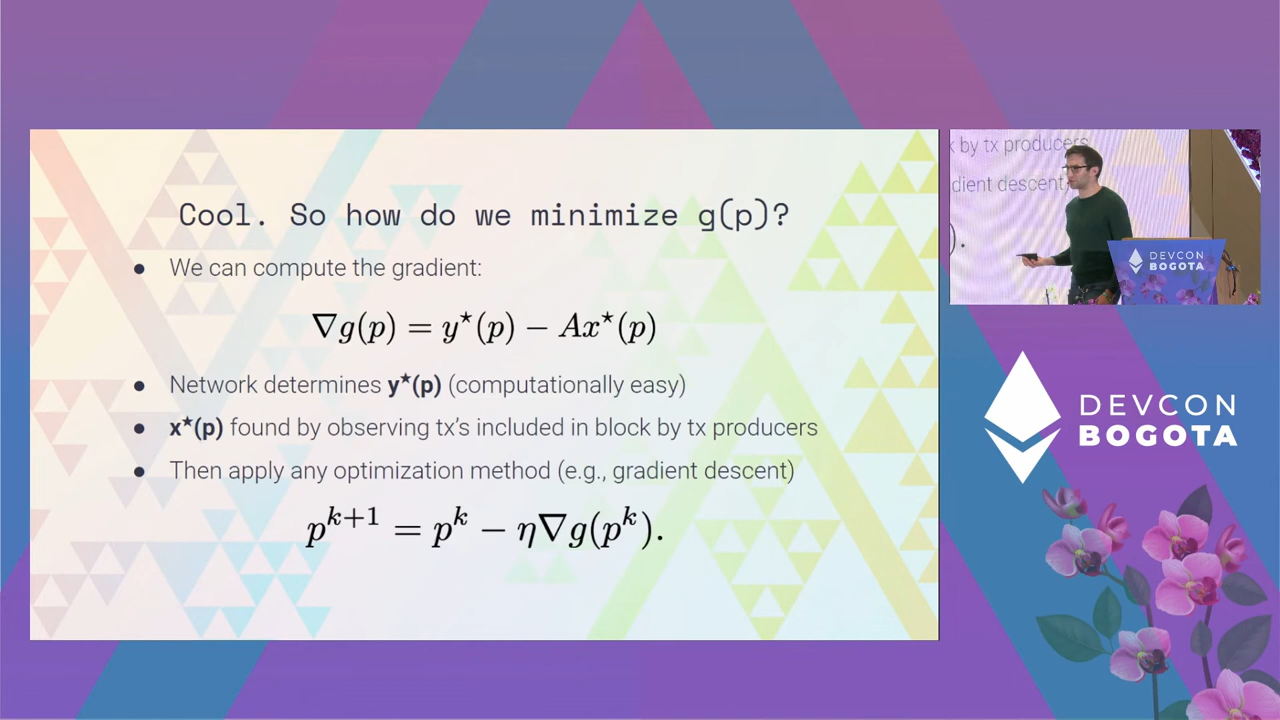 Cool. So how do we minimize g(p)?
● We can compute the gradient:
∇g(p) = y⋆(p) − Ax⋆(p)
● Network determines y⋆(p) (computationally easy)
● x⋆(p) found by observing tx's included in block by tx producers
● Then apply any optimization method (e.g., gradient descent)
p^{k+1} = p^k − η∇g(p^k).
k by tx producers
dient descent)
).
DEVCON
BOGOTA
DEVCON
BOGOTA